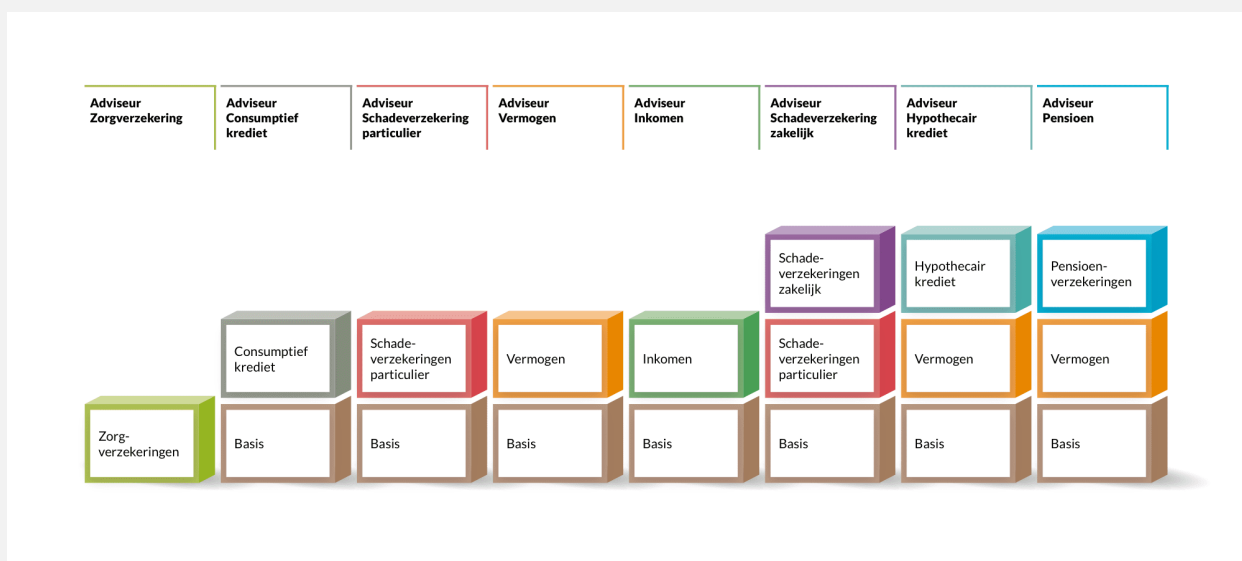 Adviseur
Zorgverzekering
Adviseur
Consumptief
krediet
Adviseur
Schadeverzekering
particulier
Adviseur
Vermogen
Adviseur
Inkomen
Adviseur
Schadeverzekering
zakelijk
Adviseur
Hypothecair
krediet
Adviseur
Pensioen
Schade-
verzekeringen
zakelijk
Hypothecair
krediet
Pensioen-
verzekeringen
Consumptief
krediet
Schade-
verzekeringen
particulier
Vermogen
Inkomen
Schade-
verzekeringen
particulier
Vermogen
Vermogen
Zorg-
verzekeringen
Basis
Basis
Basis
Basis
Basis
Basis
Basis